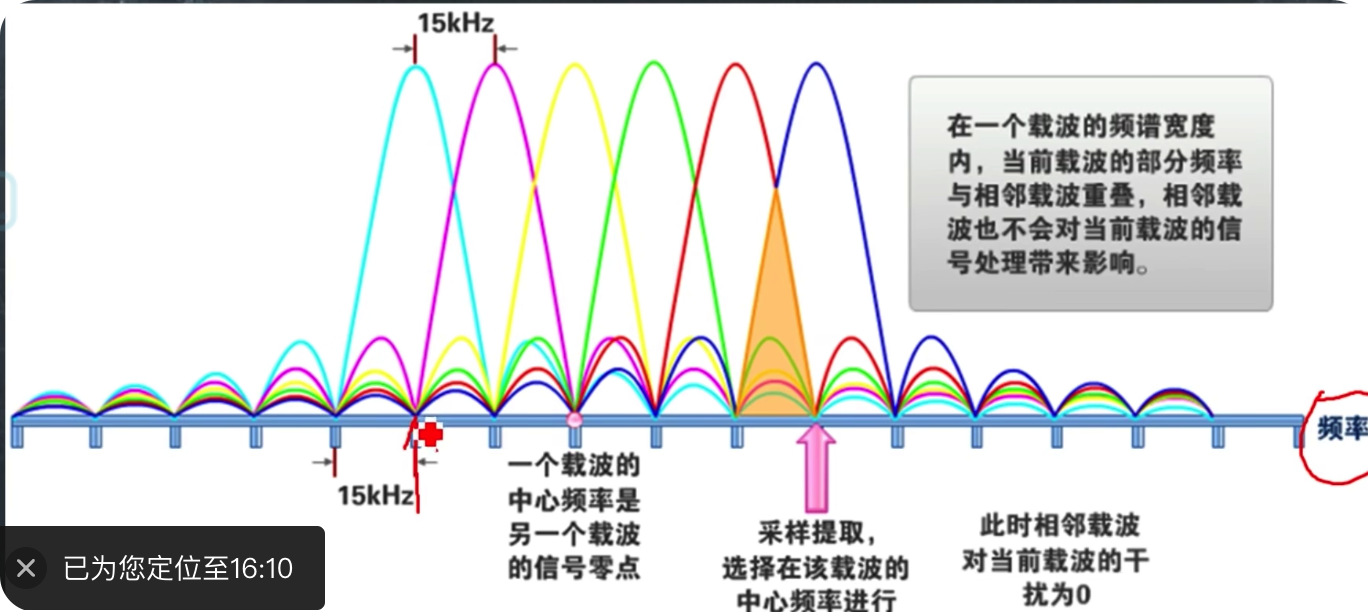 15kHz
在一个载波的频谱宽度
内，当前载波的部分频率
与相邻载波重叠，相邻载
波也不会对当前载波的信
号处理带来影响。
频率
15kHz
一个载波的
中心频率是
另一个载波
的信号零点
采样提取，
选择在该载波的
中心频率进行
此时相邻载波
对当前载波的干
扰为0
已为您定位至16:10